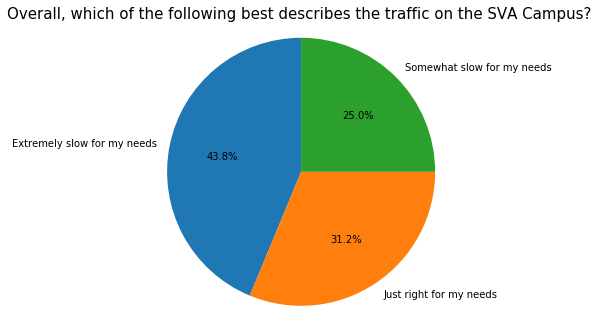 Overall, which of the following best describes the traffic on the SVA Campus?
Somewhat slow for my needs
25.0%
Extremely slow for my needs
43.8%
31.2%
Just right for my needs